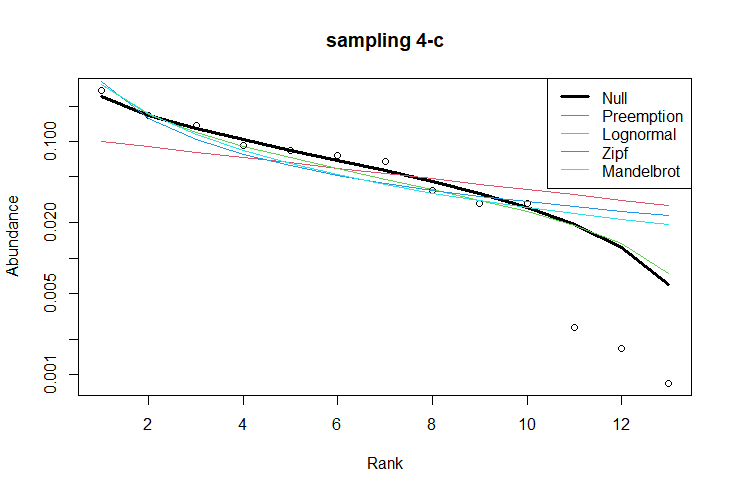 sampling 4-c
Null
Preemption
Lognormal
Zipf
Mandelbrot
0.100
0.020
0.005
0.001
Abundance
2 4 6 8 10 12
Rank